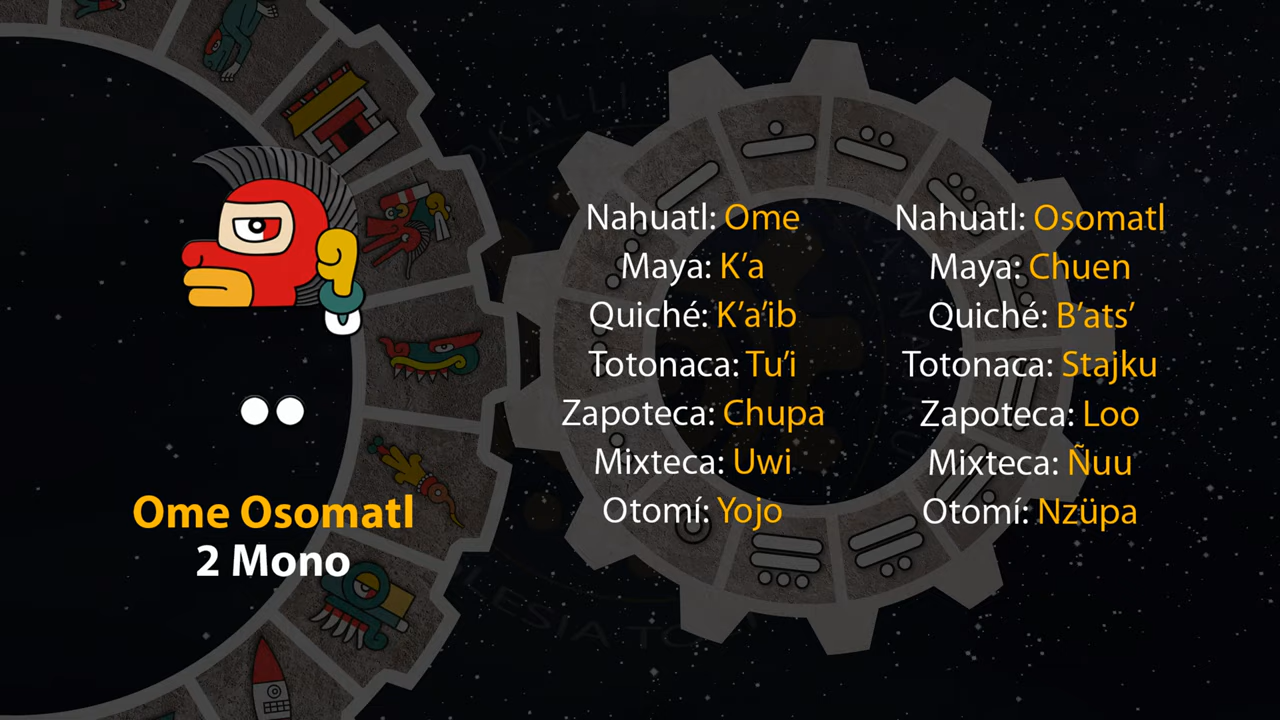 Ome Osomatl
2 Mono
Nahuatl: Ome
Maya: K’a
Quiché: K’a’ib
Totonaca: Tu’i
Zapoteca: Chupa
Mixteca: Uwi
Otomí: Yojo
Nahuatl: Osomatl
Maya: Chuen
Quiché: B’ats’
Totonaca: Stajku
Zapoteca: Loo
Mixteca: Ñuu
Otomí: Nzüpa